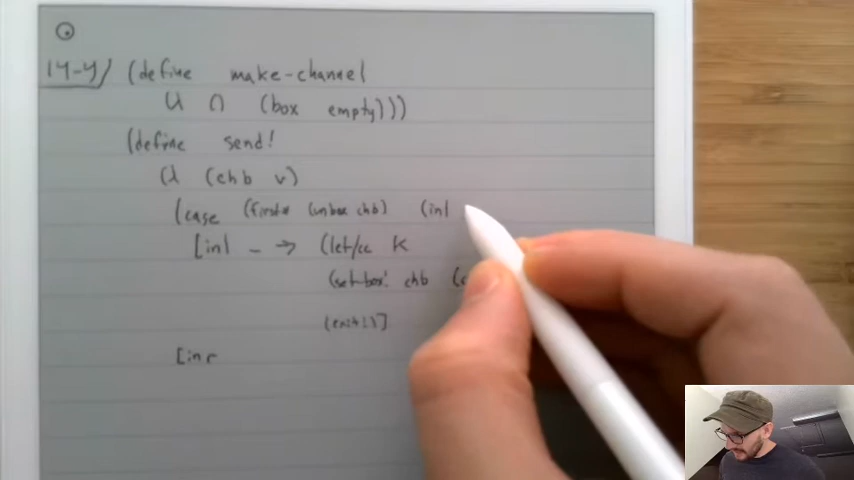 14-4/ (define make-channel
(λ () (box empty)))
(define send!
(λ (chb v)
(case (first* (unbox chb) (inl
[inl _ → (let/cc k
(set-box! chb (c
(exit!)]
[inr